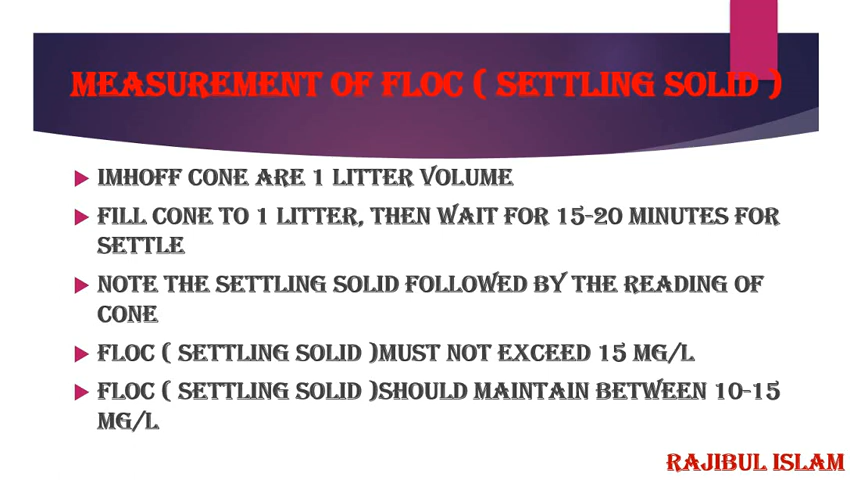 MEASUREMENT OF FLOC ( SETTLING SOLID )
IMHOFF CONE ARE 1 LITTER VOLUME
FILL CONE TO 1 LITTER, THEN WAIT FOR 15-20 MINUTES FOR
SETTLE
NOTE THE SETTLING SOLID FOLLOWED BY THE READING OF
CONE
FLOC ( SETTLING SOLID )MUST NOT EXCEED 15 MG/L
FLOC ( SETTLING SOLID )SHOULD MAINTAIN BETWEEN 10-15
MG/L
RAJIBUL ISLAM